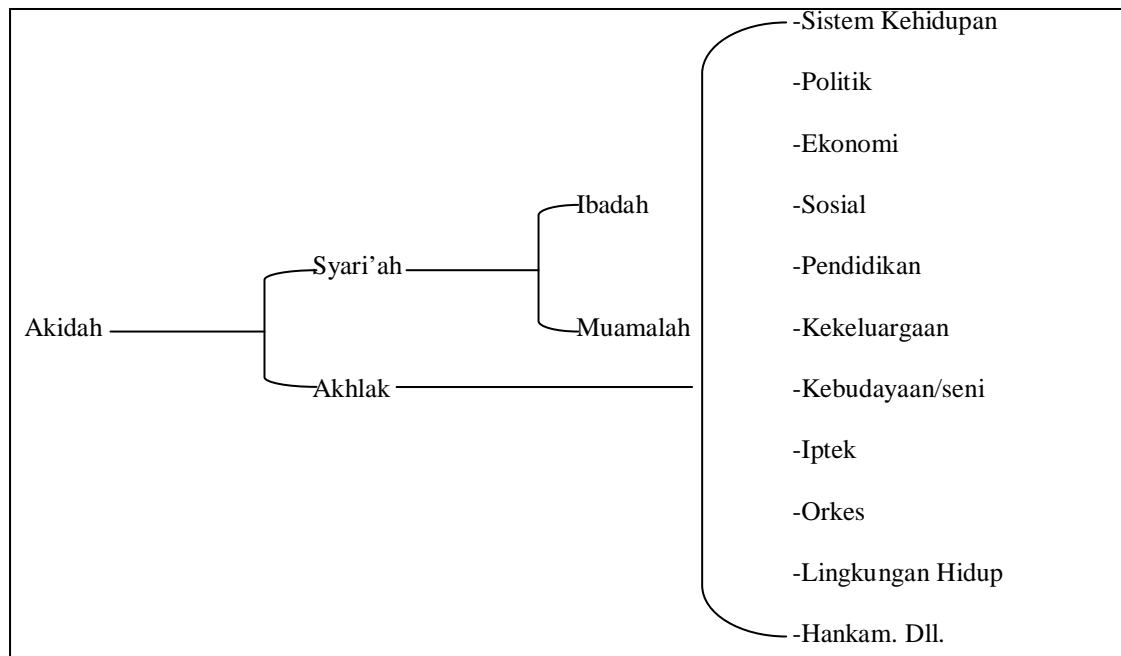 -Sistem Kehidupan
-Politik
-Ekonomi
Ibadah
-Sosial
Syari’ah
-Pendidikan
Akidah
Muamalah
-Kekeluargaan
Akhlak
-Kebudayaan/seni
-Iptek
-Orkes
-Lingkungan Hidup
-Hankam. Dll.